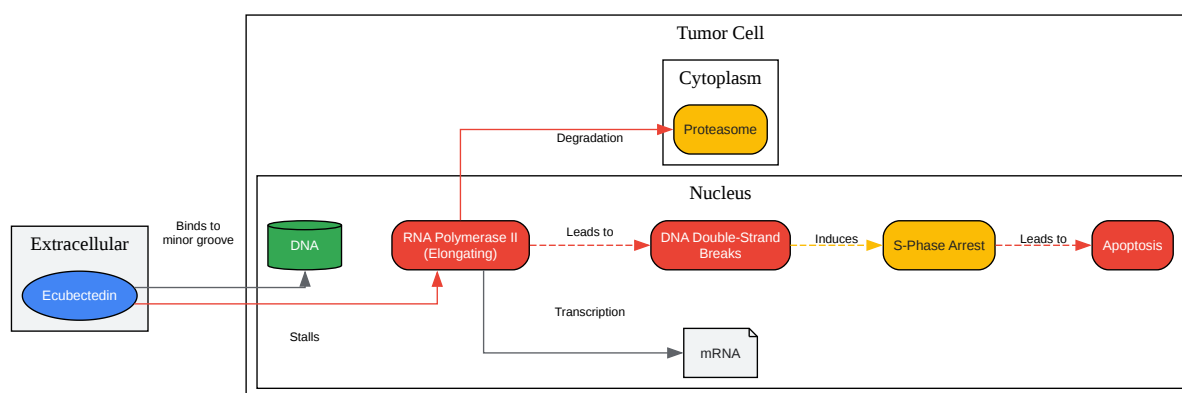 Tumor Cell
Cytoplasm
Proteasome
Degradation
Nucleus
Binds to
minor groove
Extracellular
Ecubectedin
DNA
RNA Polymerase II
(Elongating)
Leads to
DNA Double-Strand
Breaks
Induces
S-Phase Arrest
Leads to
Apoptosis
Stalls
Transcription
mRNA